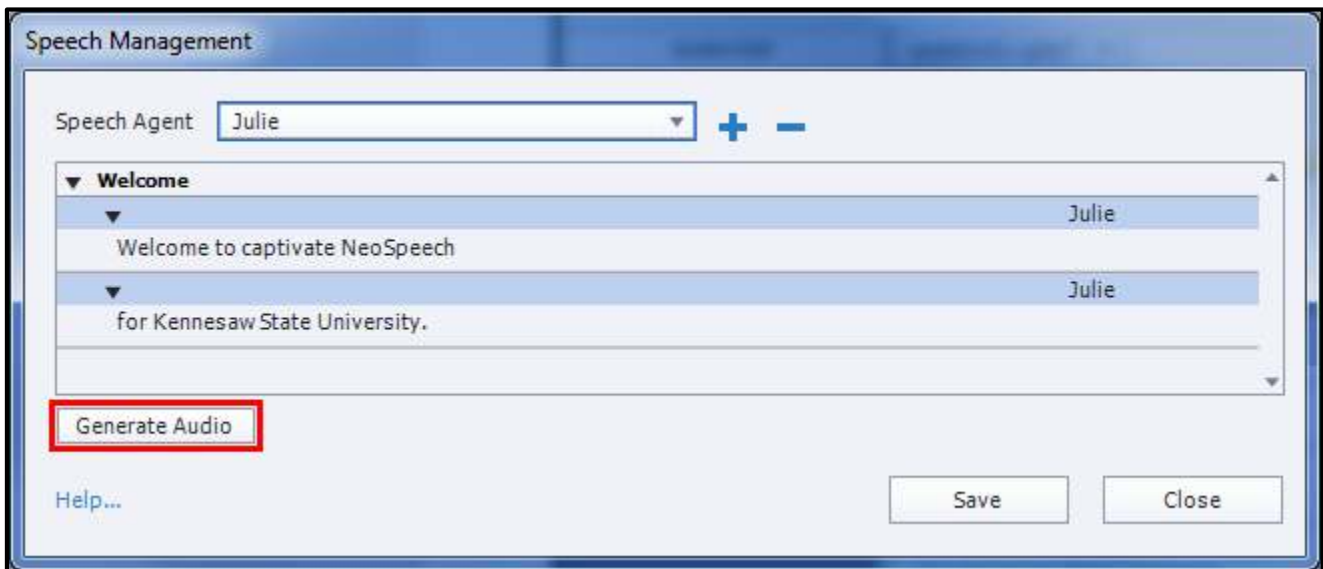 Speech Management
Speech Agent Julie
Welcome
Julie
Welcome to captivate NeoSpeech
Julie
for Kennesaw State University.
Generate Audio
Help... Save Close